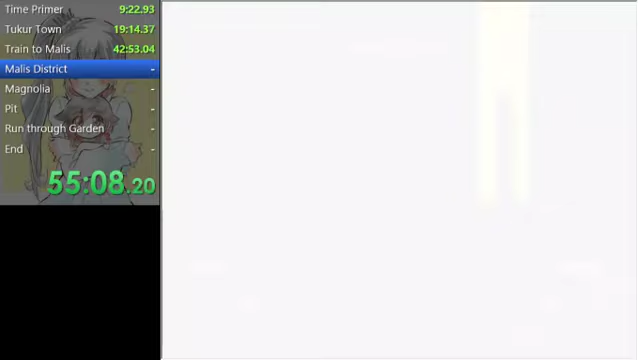 Time Primer 9:22.93
Tukur Town 19:14.37
Train to Malis 42:53.04
Malis District -
Magnolia -
Pit -
Run through Garden -
End -
55:08.20